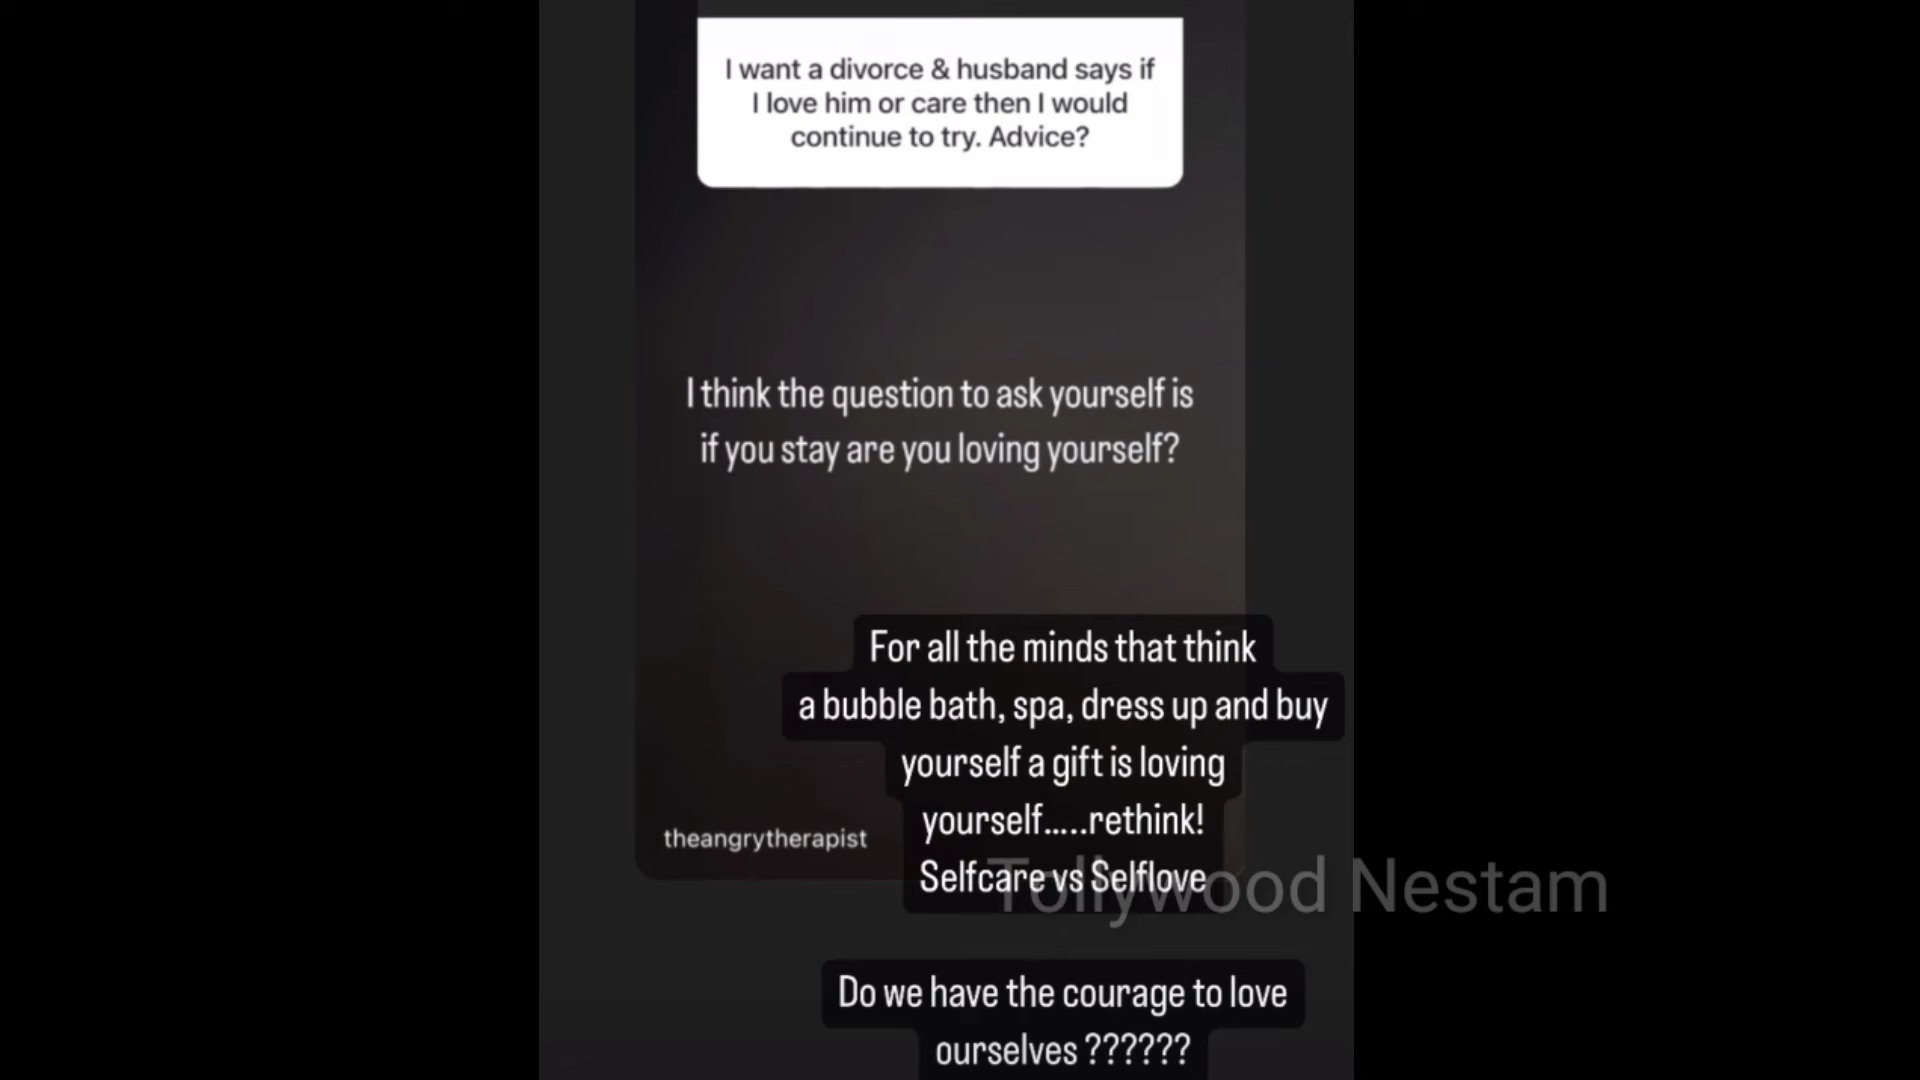 I want a divorce & husband says if
I love him or care then I would
continue to try. Advice?
I think the question to ask yourself is
if you stay are you loving yourself?
For all the minds that think
a bubble bath, spa, dress up and buy
yourself a gift is loving
yourself.....rethink!
theangrytherapist
Selfcare vs Selflove
Tollywood Nestam
Do we have the courage to love
ourselves ??????